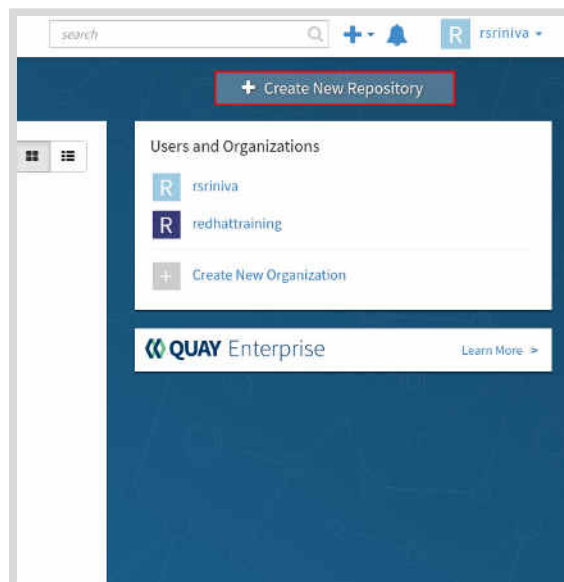 search
R rsriniva
+ Create New Repository
Users and Organizations
R rsriniva
R redhattraining
+ Create New Organization
QUAY Enterprise
Learn More >